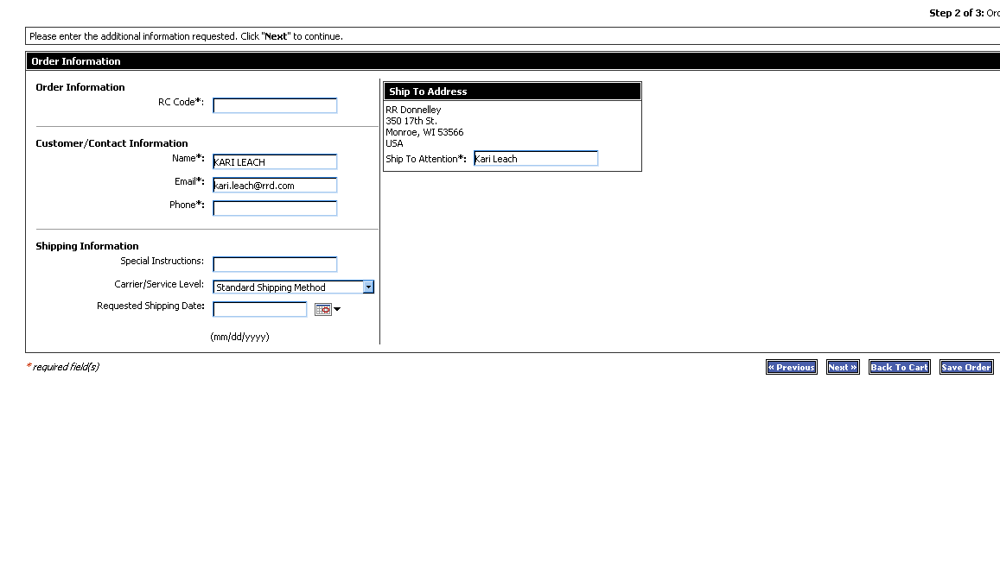 Step 2 of 3: Ord
Please enter the additional information requested. Click "Next" to continue.
Order Information
Order Information
RC Code*:
Customer/Contact Information
Name*: KARI LEACH
Email*: kari.leach@rrd.com
Phone*:
Shipping Information
Special Instructions:
Carrier/Service Level: Standard Shipping Method
Requested Shipping Date:
(mm/dd/yyyy)
Ship To Address
RR Donnelley
350 17th St.
Monroe, WI 53566
USA
Ship To Attention*: Kari Leach
* required field(s)
« Previous Next » Back To Cart Save Order